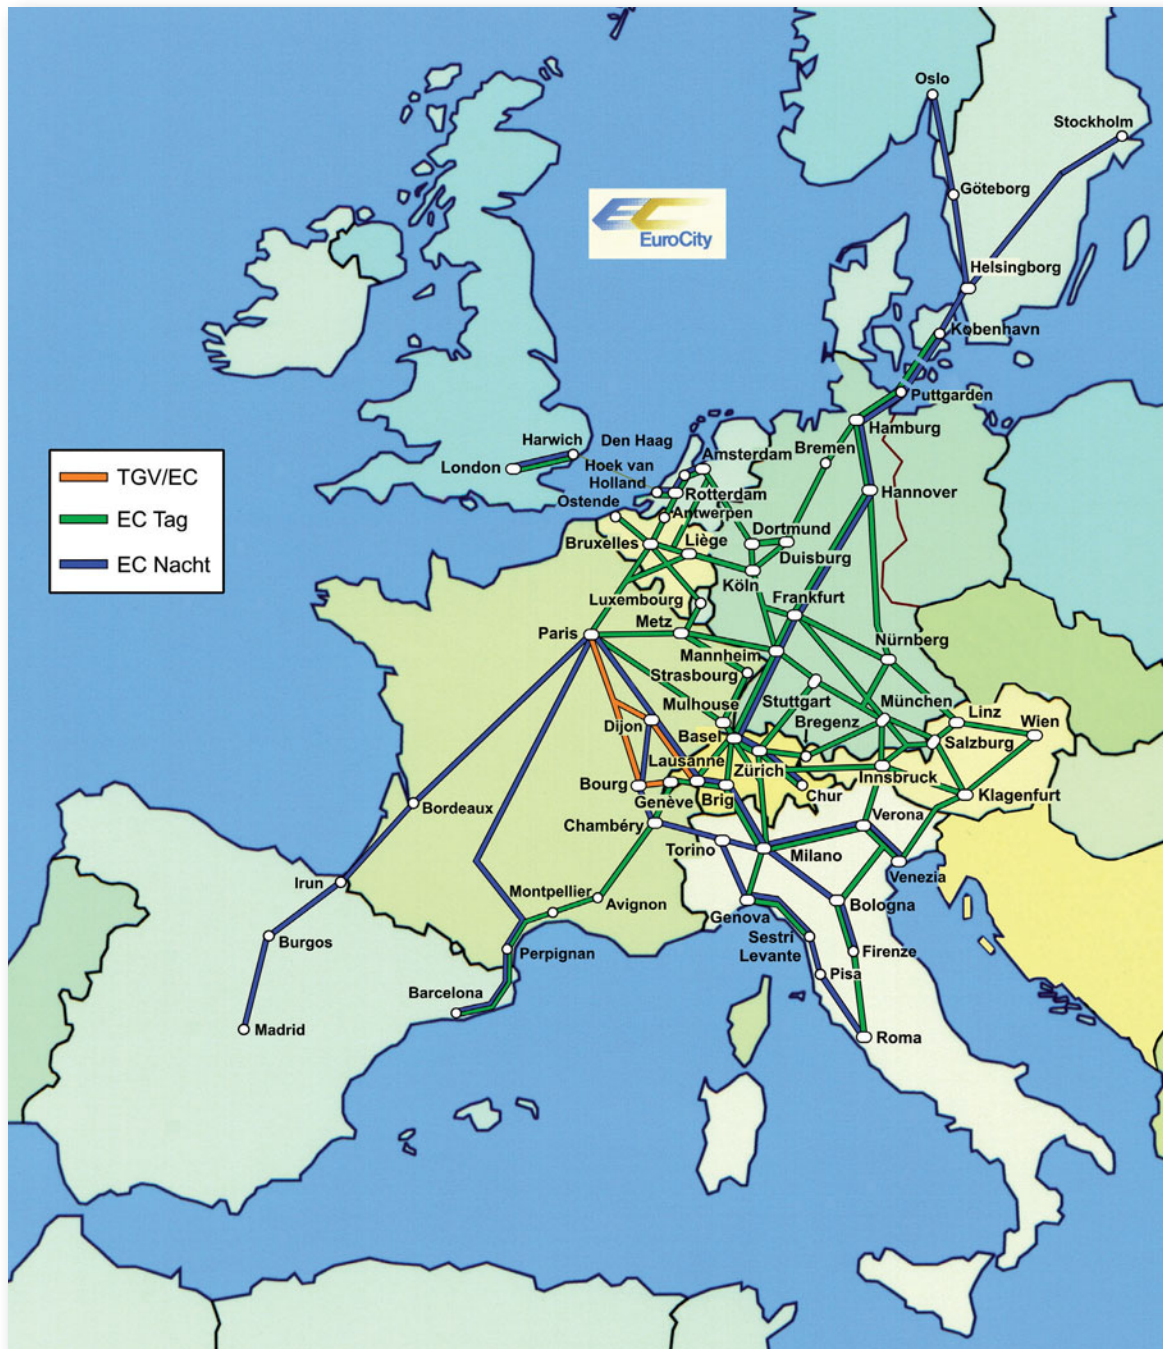 Oslo
Stockholm
Göteborg
EC
EuroCity
Helsingborg
Kobenhavn
Puttgarden
Hamburg
Harwich
Den Haag
Bremen
London
Amsterdam
Hoek van
Holland
TGV/EC
Rotterdam
Hannover
Ostende
Antwerpen
EC Tag
Dortmund
Bruxelles
Liège
Duisburg
EC Nacht
Köln
Luxembourg
Frankfurt
Paris
Metz
Nürnberg
Mannheim
Strasbourg
Mulhouse
Stuttgart
München
Linz
Wien
Dijon
Basel
Bregenz
Salzburg
Lausanne
Zürich
Innsbruck
Bourg
Genève
Brig
Chur
Klagenfurt
Bordeaux
Chambéry
Verona
Torino
Milano
Venezia
Irun
Montpellier
Avignon
Genova
Bologna
Burgos
Sestri
Levante
Firenze
Perpignan
Pisa
Barcelona
Madrid
Roma